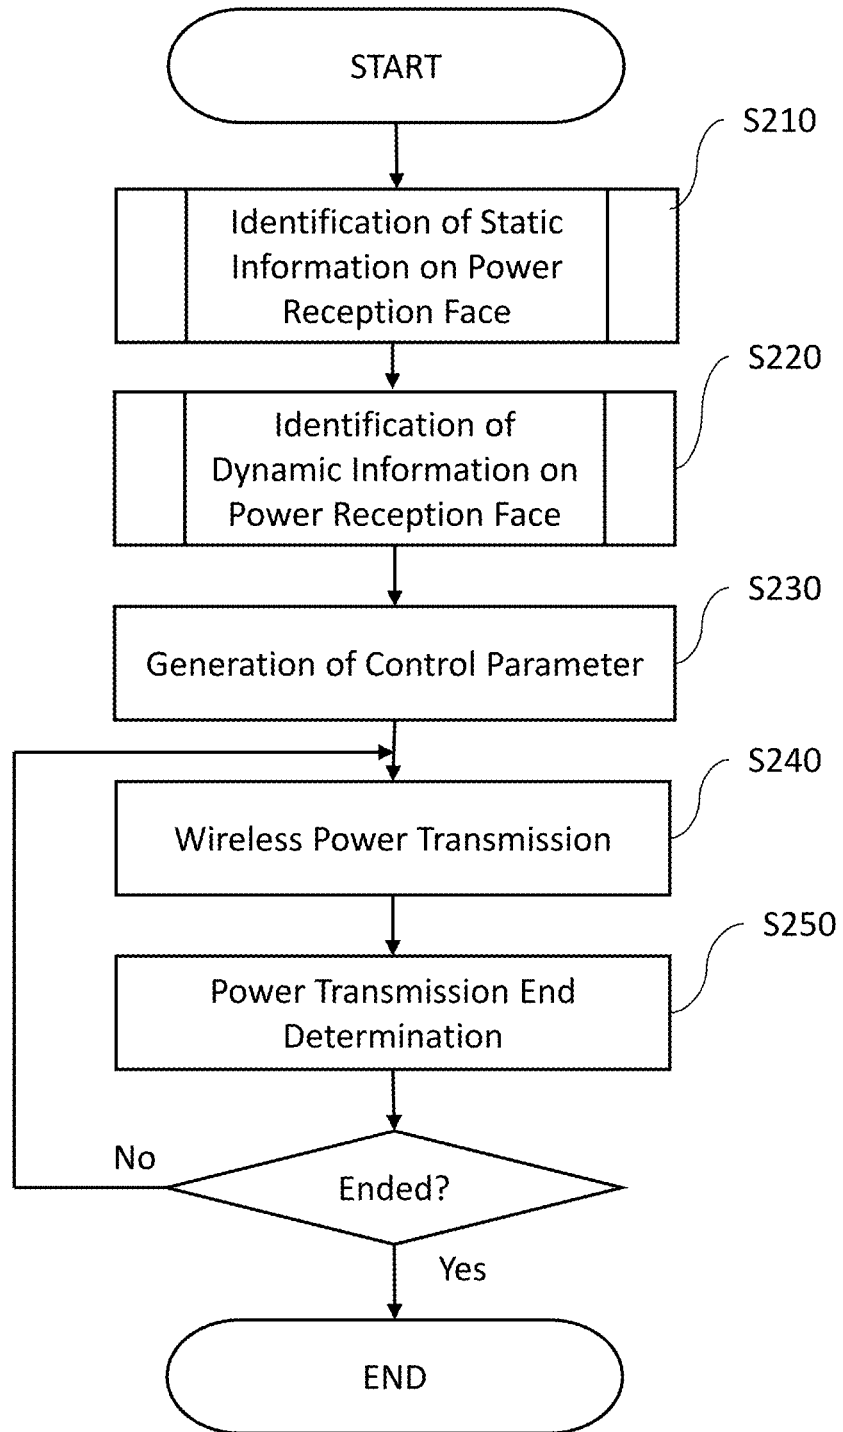 START
S210
Identification of Static
Information on Power
Reception Face
S220
Identification of
Dynamic Information on
Power Reception Face
S230
Generation of Control Parameter
S240
Wireless Power Transmission
S250
Power Transmission End
Determination
No
Ended?
Yes
END